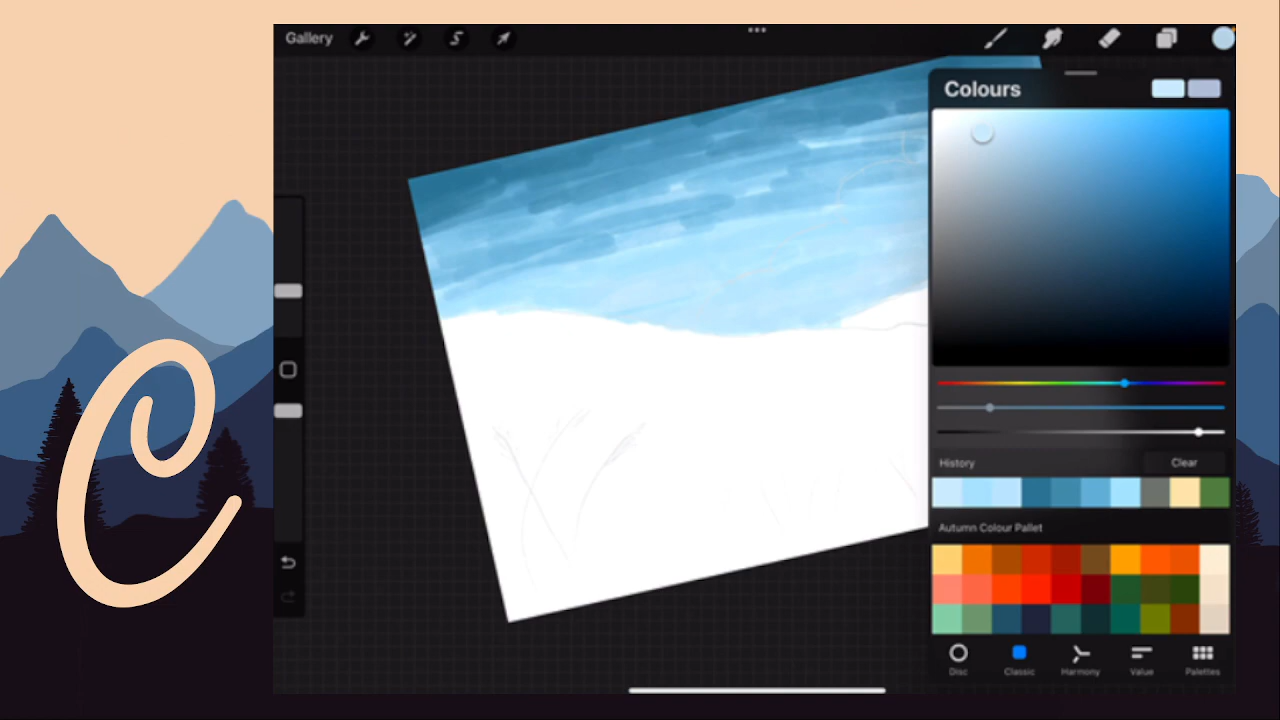 Gallery
Colours
History
Clear
Autumn Colour Pallet
Disc
Classic
Harmony
Value
Palettes
C